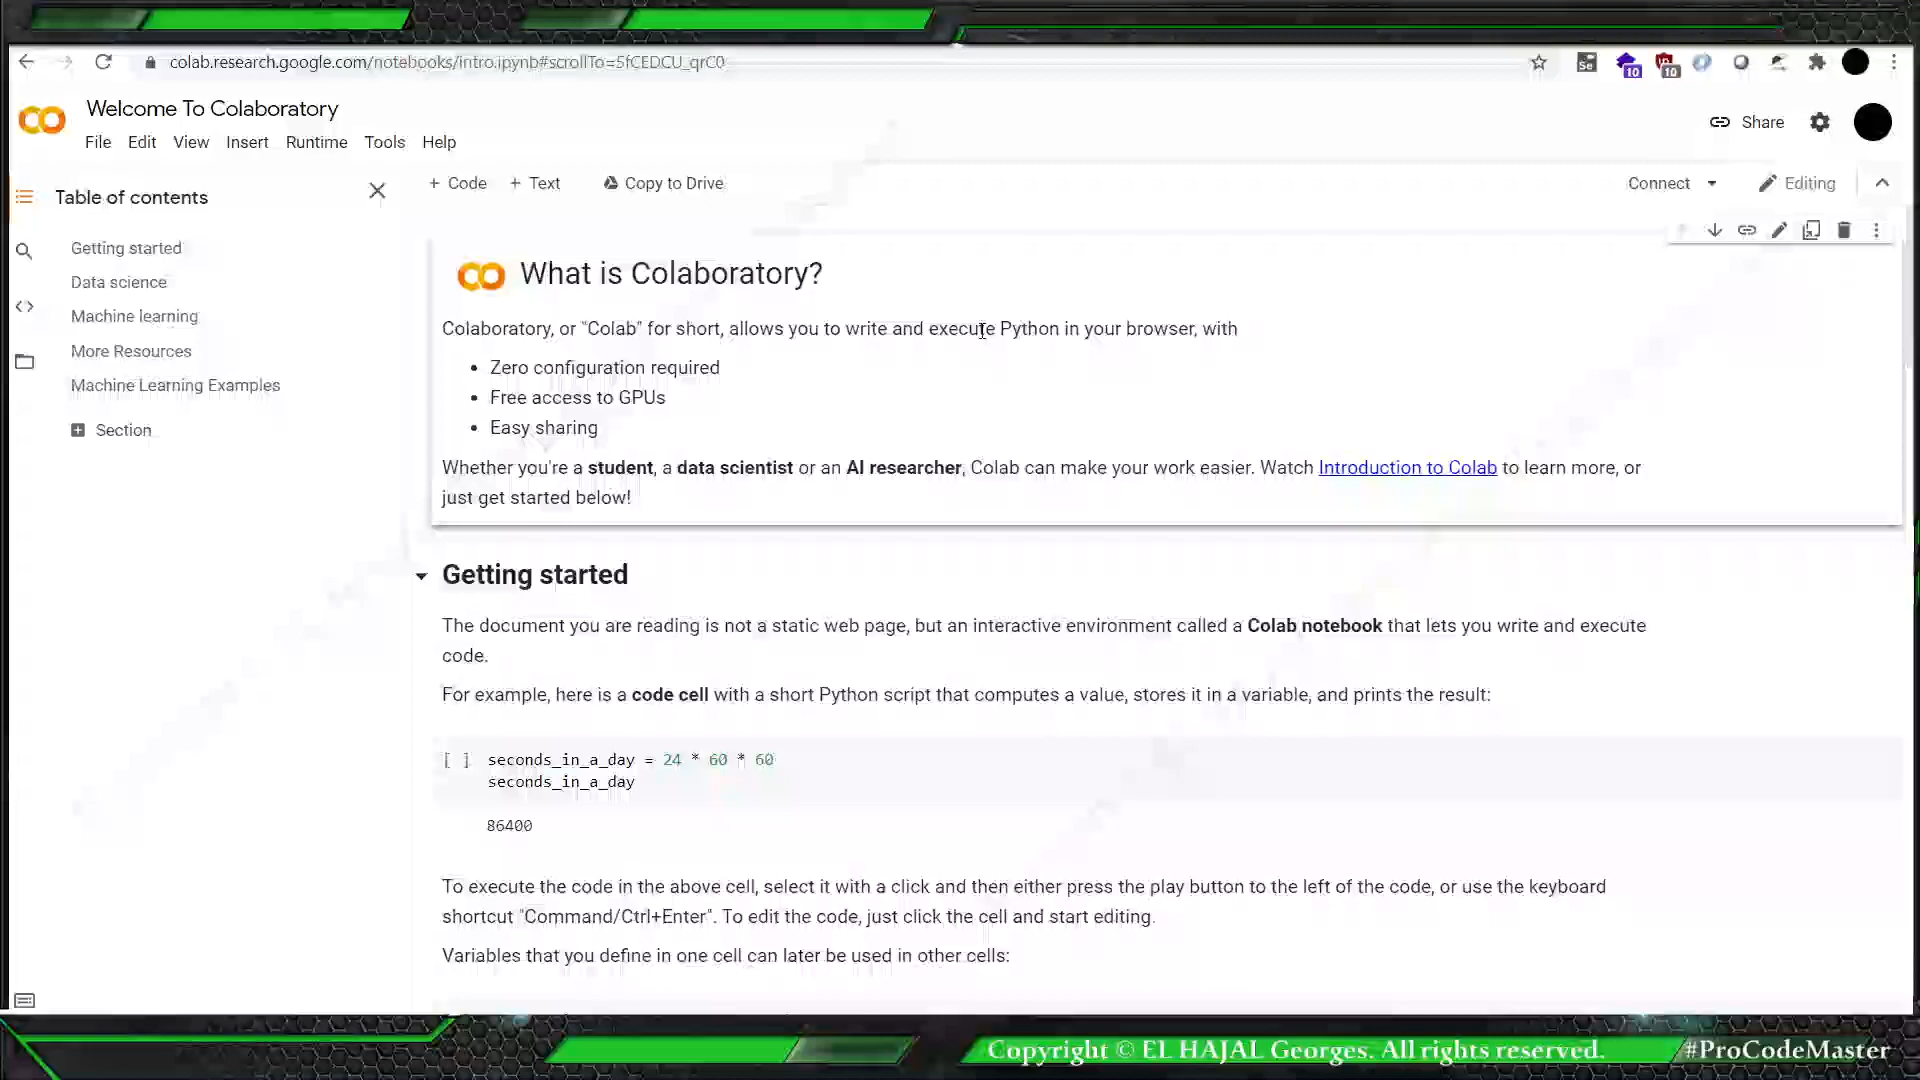 colab.research.google.com/notebooks/intro.ipynb#scrollTo=5fCEDCU_qrC0
10
10
Welcome To Colaboratory
File Edit View Insert Runtime Tools Help
Share
Table of contents
+ Code + Text Copy to Drive
Connect Editing
Getting started
Data science
Machine learning
More Resources
Machine Learning Examples
Section
What is Colaboratory?
Colaboratory, or "Colab" for short, allows you to write and execute Python in your browser, with
• Zero configuration required
• Free access to GPUs
• Easy sharing
Whether you're a student, a data scientist or an AI researcher, Colab can make your work easier. Watch Introduction to Colab to learn more, or
just get started below!
Getting started
The document you are reading is not a static web page, but an interactive environment called a Colab notebook that lets you write and execute
code.
For example, here is a code cell with a short Python script that computes a value, stores it in a variable, and prints the result:
[ ] seconds_in_a_day = 24 * 60 * 60
seconds_in_a_day
86400
To execute the code in the above cell, select it with a click and then either press the play button to the left of the code, or use the keyboard
shortcut "Command/Ctrl+Enter". To edit the code, just click the cell and start editing.
Variables that you define in one cell can later be used in other cells:
Copyright © EL HAJAL Georges. All rights reserved. #ProCodeMaster